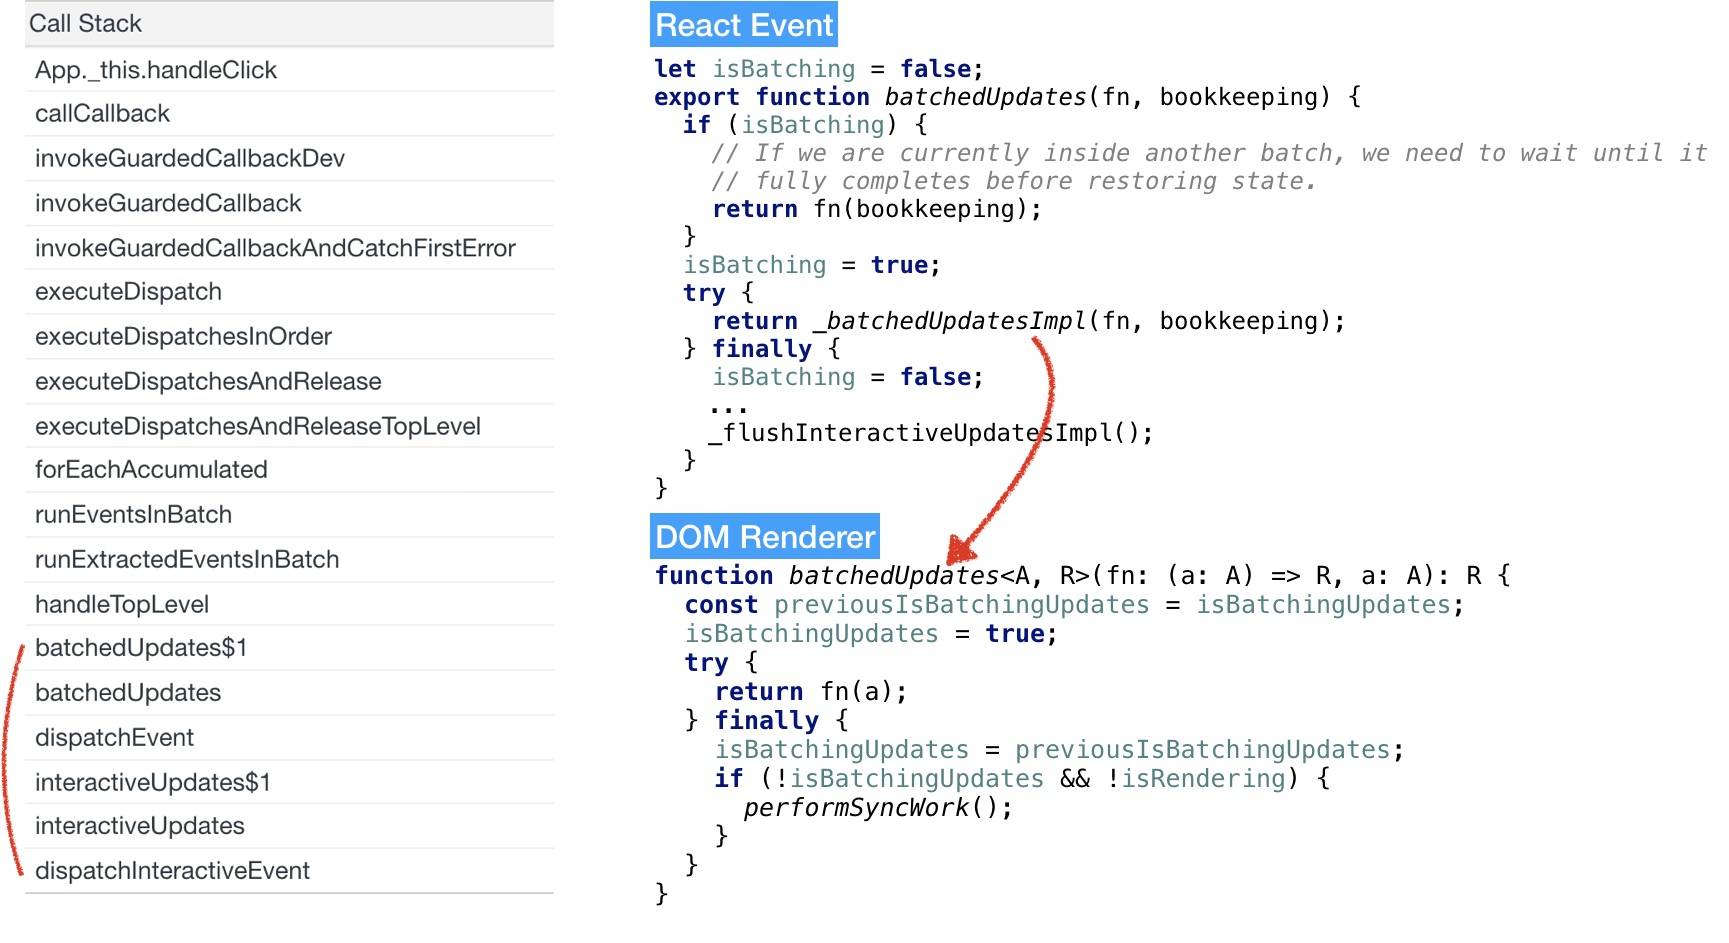 Call Stack
App._this.handleClick
callCallback
invokeGuardedCallbackDev
invokeGuardedCallback
invokeGuardedCallbackAndCatchFirstError
executeDispatch
executeDispatchesInOrder
executeDispatchesAndRelease
executeDispatchesAndReleaseTopLevel
forEachAccumulated
runEventsInBatch
runExtractedEventsInBatch
handleTopLevel
batchedUpdates$1
batchedUpdates
dispatchEvent
interactiveUpdates$1
interactiveUpdates
dispatchInteractiveEvent
React Event
let isBatching = false;
export function batchedUpdates(fn, bookkeeping) {
  if (isBatching) {
    // If we are currently inside another batch, we need to wait until it
    // fully completes before restoring state.
    return fn(bookkeeping);
  }
  isBatching = true;
  try {
    return _batchedUpdatesImpl(fn, bookkeeping);
  } finally {
    isBatching = false;
    ...
    _flushInteractiveUpdatesImpl();
  }
}
DOM Renderer
function batchedUpdates<A, R>(fn: (a: A) => R, a: A): R {
  const previousIsBatchingUpdates = isBatchingUpdates;
  isBatchingUpdates = true;
  try {
    return fn(a);
  } finally {
    isBatchingUpdates = previousIsBatchingUpdates;
    if (!isBatchingUpdates && !isRendering) {
      performSyncWork();
    }
  }
}